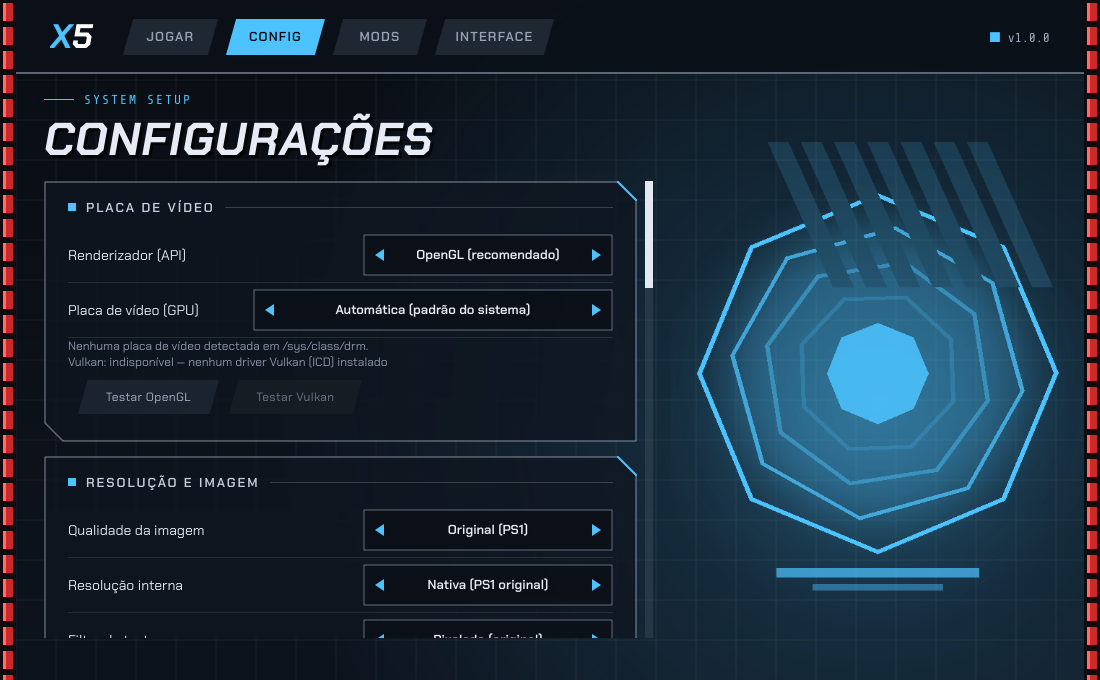 X5
JOGAR
CONFIG
MODS
INTERFACE
v1.0.0
SYSTEM SETUP
CONFIGURAÇÕES
PLACA DE VÍDEO
Renderizador (API)
OpenGL (recomendado)
Placa de vídeo (GPU)
Automática (padrão do sistema)
Nenhuma placa de vídeo detectada em /sys/class/drm.
Vulkan: indisponível — nenhum driver Vulkan (ICD) instalado
Testar OpenGL
Testar Vulkan
RESOLUÇÃO E IMAGEM
Qualidade da imagem
Original (PS1)
Resolução interna
Nativa (PS1 original)